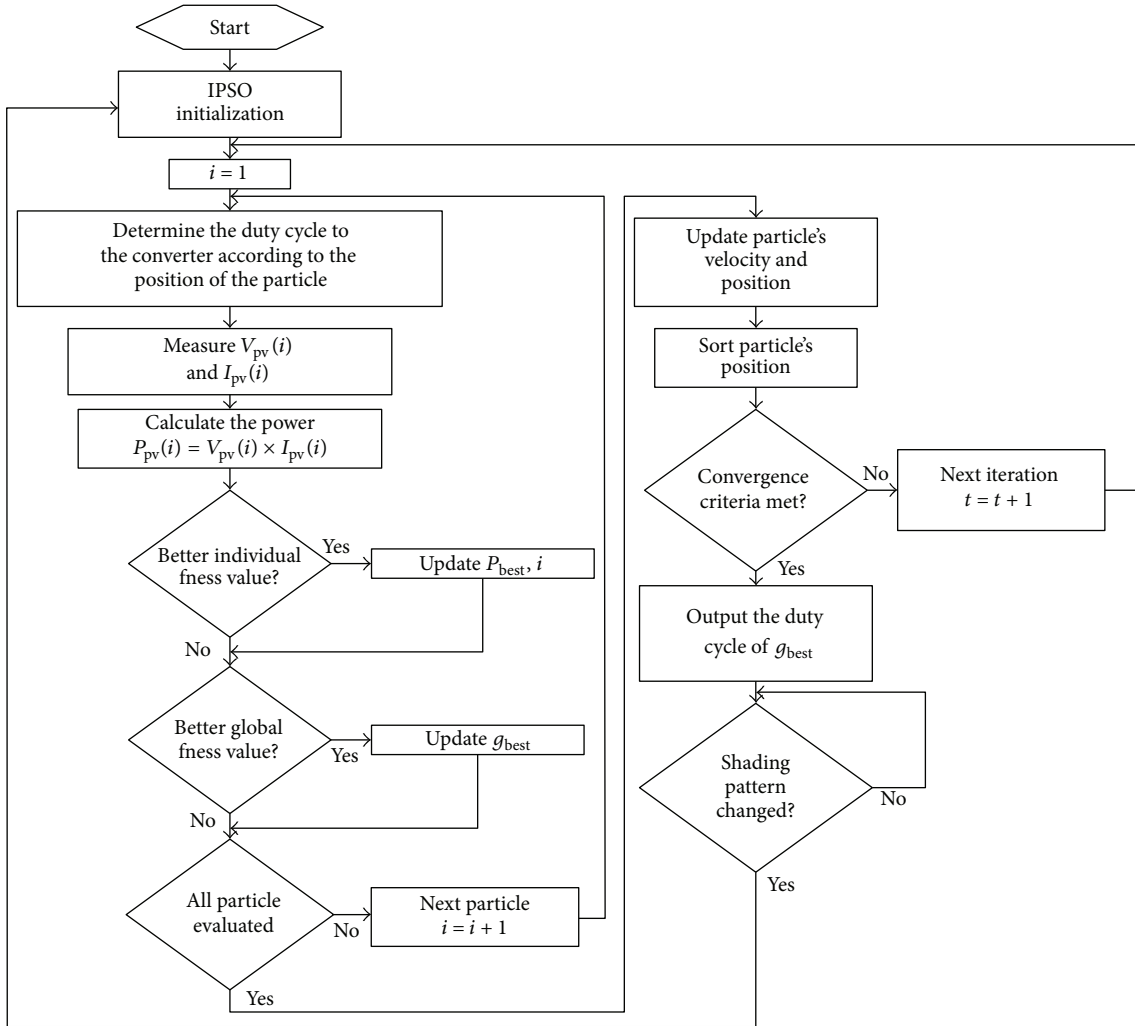 Start
IPSO
initialization
i = 1
Determine the duty cycle to
the converter according to the
position of the particle
Measure V_pv(i)
and I_pv(i)
Calculate the power
P_pv(i) = V_pv(i) × I_pv(i)
Better individual
fness value?
Yes
Update P_best, i
No
Better global
fness value?
Yes
Update g_best
No
All particle
evaluated
No
Next particle
i = i + 1
Yes
Update particle's
velocity and
position
Sort particle's
position
Convergence
criteria met?
No
Next iteration
t = t + 1
Yes
Output the duty
cycle of g_best
Shading
pattern
changed?
No
Yes